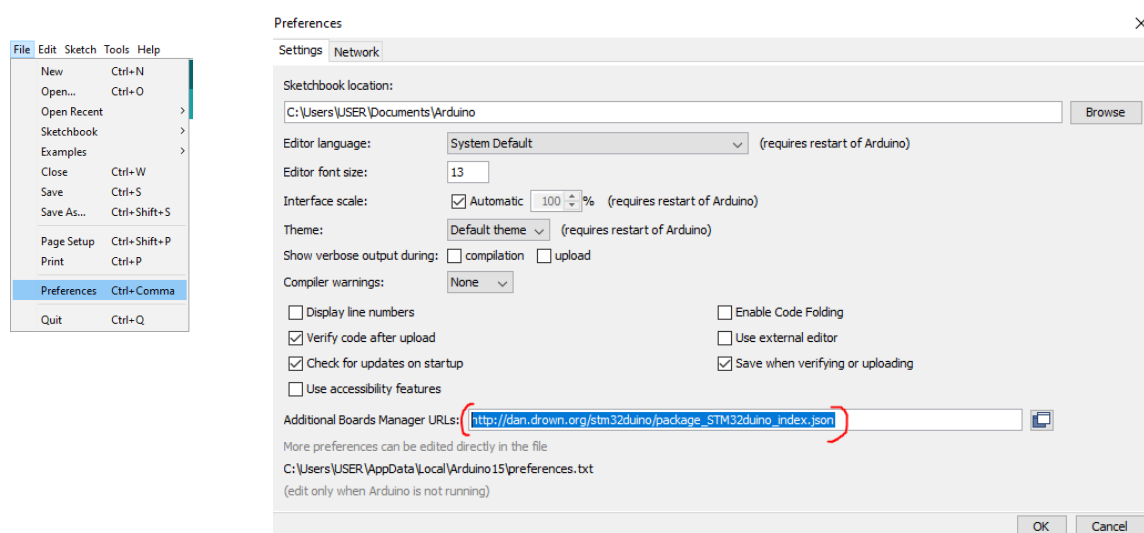 File Edit Sketch Tools Help
New Ctrl+N
Open... Ctrl+O
Open Recent
Sketchbook
Examples
Close Ctrl+W
Save Ctrl+S
Save As... Ctrl+Shift+S
Page Setup Ctrl+Shift+P
Print Ctrl+P
Preferences Ctrl+Comma
Quit Ctrl+Q
Preferences
Settings Network
Sketchbook location:
C:\Users\USER\Documents\Arduino Browse
Editor language: System Default (requires restart of Arduino)
Editor font size: 13
Interface scale: Automatic 100 % (requires restart of Arduino)
Theme: Default theme (requires restart of Arduino)
Show verbose output during: compilation upload
Compiler warnings: None
Display line numbers Enable Code Folding
Verify code after upload Use external editor
Check for updates on startup Save when verifying or uploading
Use accessibility features
Additional Boards Manager URLs: http://dan.drown.org/stm32duino/package_STM32duino_index.json
More preferences can be edited directly in the file
C:\Users\USER\AppData\Local\Arduino15\preferences.txt
(edit only when Arduino is not running)
OK Cancel